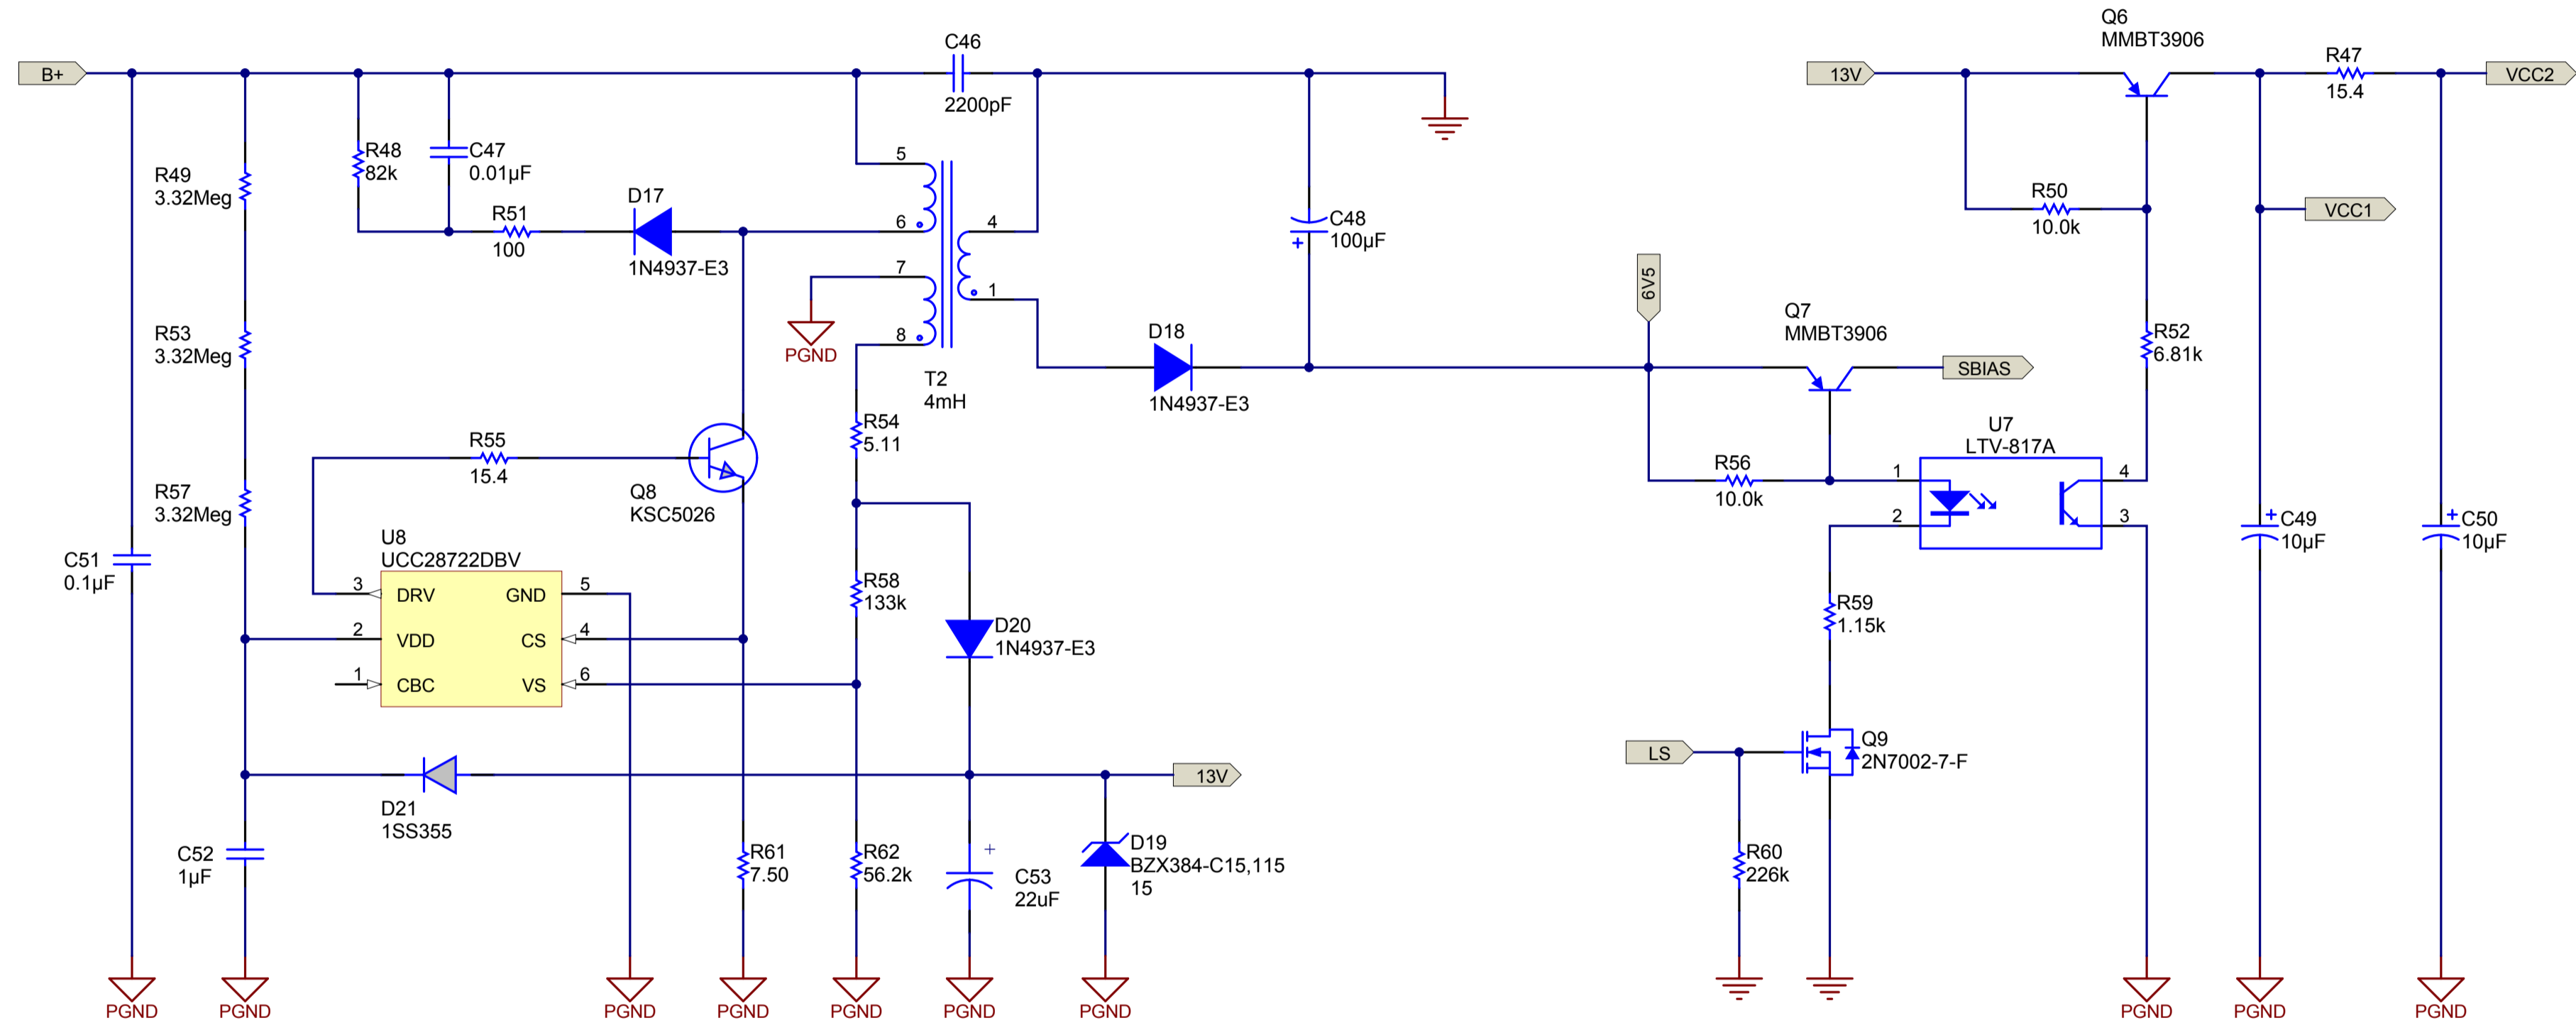 B+
C46
2200pF
Q6
MMBT3906
13V
R47
15.4
VCC2
R49
3.32Meg
R48
82k
C47
0.01µF
D17
R51
100
1N4937-E3
5
6
7
8
4
1
PGND
T2
4mH
C48
+
100µF
R50
10.0k
VCC1
6V5
D18
1N4937-E3
Q7
MMBT3906
SBIAS
R52
6.81k
R53
3.32Meg
R54
5.11
R55
15.4
Q8
KSC5026
R57
3.32Meg
R56
10.0k
U7
LTV-817A
1
2
4
3
C49
+
10µF
C50
+
10µF
C51
0.1µF
U8
UCC28722DBV
3
DRV
GND
5
2
VDD
CS
4
1
CBC
VS
6
R58
133k
D20
1N4937-E3
R59
1.15k
LS
Q9
2N7002-7-F
13V
D21
1SS355
C52
1µF
R61
7.50
R62
56.2k
+
C53
22uF
D19
BZX384-C15,115
15
R60
226k
PGND
PGND
PGND
PGND
PGND
PGND
PGND
PGND
PGND
PGND